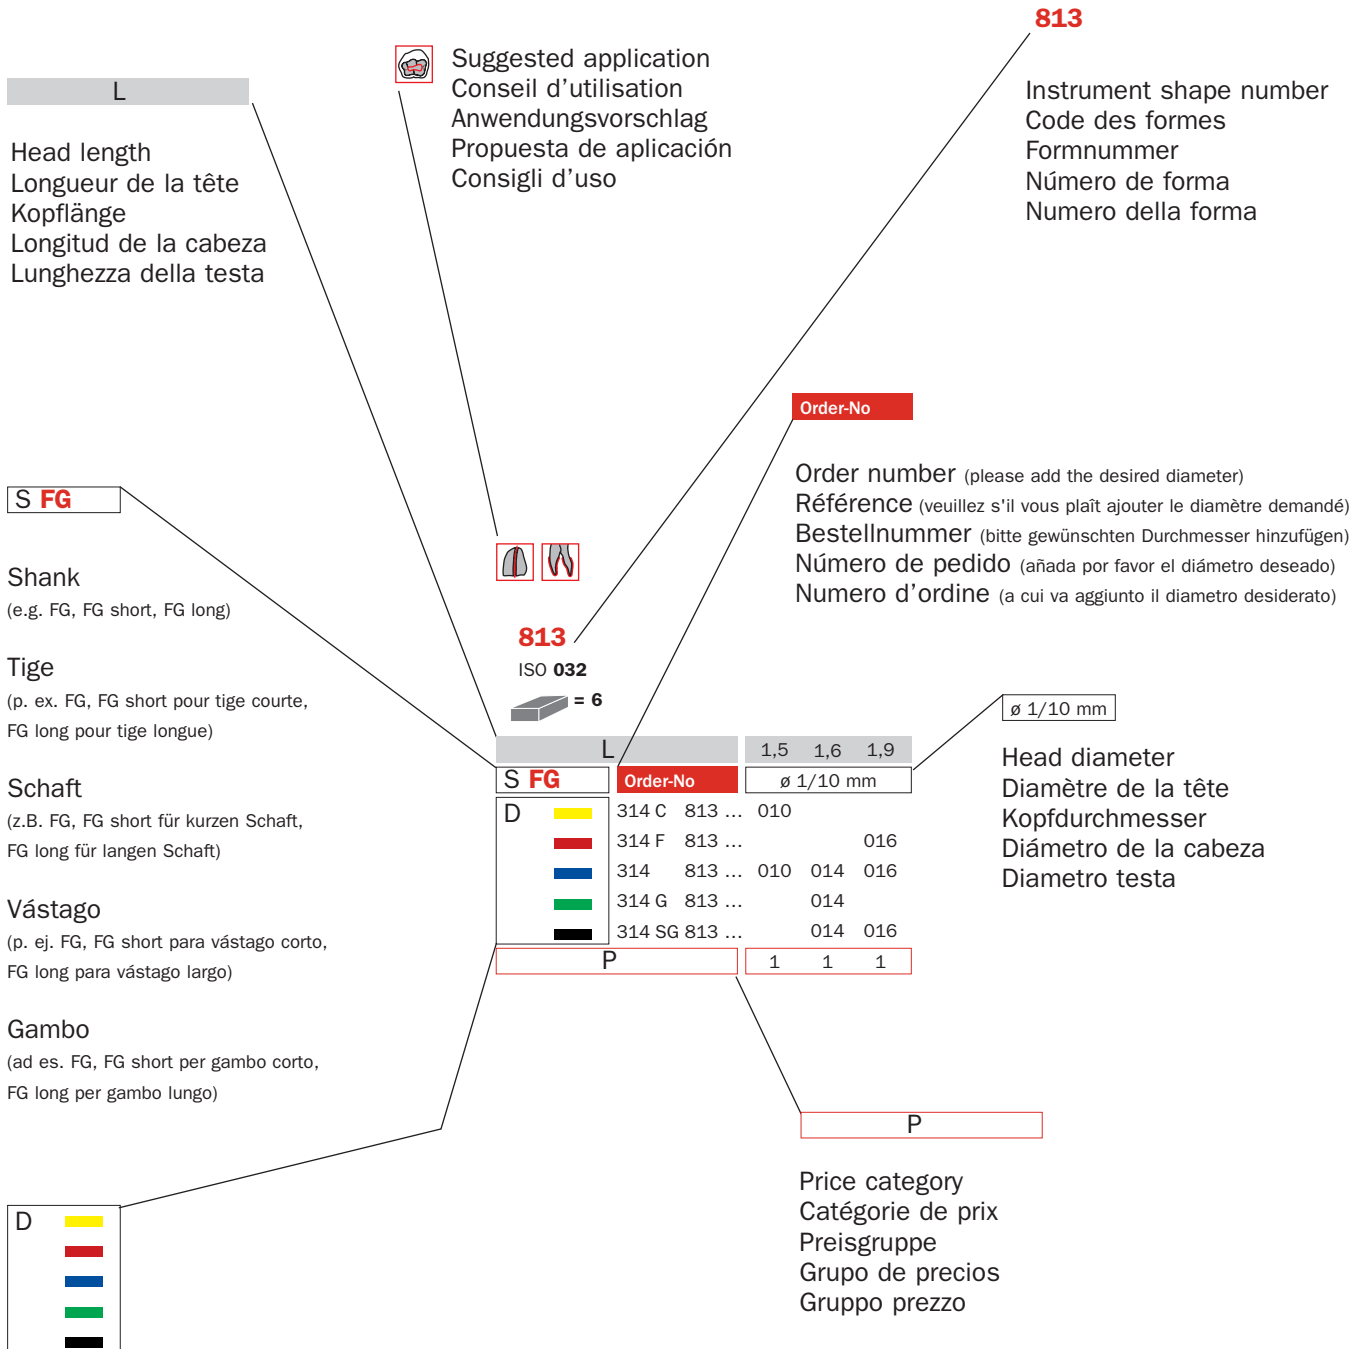 813
Suggested application
Conseil d'utilisation
Anwendungsvorschlag
Propuesta de aplicación
Consigli d'uso
L
Head length
Longueur de la tête
Kopflänge
Longitud de la cabeza
Lunghezza della testa
Instrument shape number
Code des formes
Formnummer
Número de forma
Numero della forma
Order-No
Order number (please add the desired diameter)
Référence (veuillez s'il vous plaît ajouter le diamètre demandé)
Bestellnummer (bitte gewünschten Durchmesser hinzufügen)
Número de pedido (añada por favor el diámetro deseado)
Numero d'ordine (a cui va aggiunto il diametro desiderato)
S FG
Shank
(e.g. FG, FG short, FG long)
Tige
(p. ex. FG, FG short pour tige courte,
FG long pour tige longue)
Schaft
(z.B. FG, FG short für kurzen Schaft,
FG long für langen Schaft)
Vástago
(p. ej. FG, FG short para vástago corto,
FG long para vástago largo)
Gambo
(ad es. FG, FG short per gambo corto,
FG long per gambo lungo)
813
ISO 032
= 6
L 1,5 1,6 1,9
S FG Order-No ø 1/10 mm
D 314 C 813 ... 010
314 F 813 ... 016
314 813 ... 010 014 016
314 G 813 ... 014
314 SG 813 ... 014 016
P 1 1 1
ø 1/10 mm
Head diameter
Diamètre de la tête
Kopfdurchmesser
Diámetro de la cabeza
Diametro testa
P
Price category
Catégorie de prix
Preisgruppe
Grupo de precios
Gruppo prezzo
D